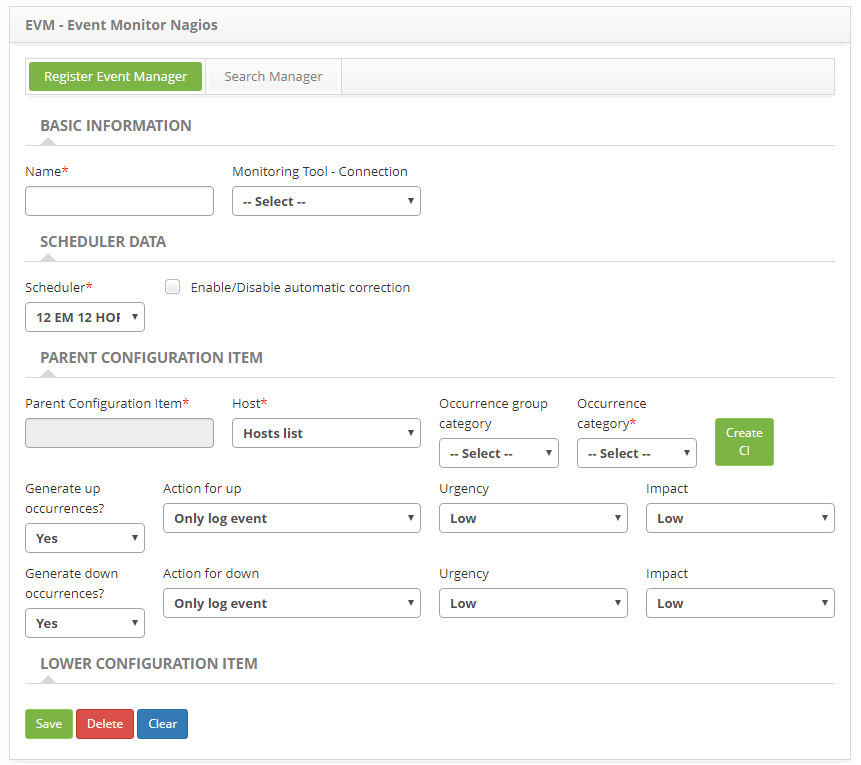 EVM - Event Monitor Nagios
Register Event Manager
Search Manager
BASIC INFORMATION
Name*
Monitoring Tool - Connection
-- Select --
SCHEDULER DATA
Scheduler*
Enable/Disable automatic correction
12 EM 12 HOF
PARENT CONFIGURATION ITEM
Parent Configuration Item*
Host*
Occurrence group
category
Occurrence
category*
Hosts list
-- Select --
-- Select --
Create
CI
Generate up
occurrences?
Action for up
Urgency
Impact
Yes
Only log event
Low
Low
Generate down
occurrences?
Action for down
Urgency
Impact
Yes
Only log event
Low
Low
LOWER CONFIGURATION ITEM
Save
Delete
Clear